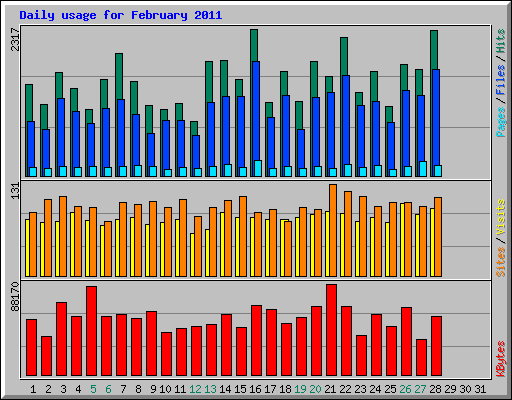 Daily usage for February 2011
2317
Pages / Files / Hits
131
Sites / Visits
88170
KBytes
1 2 3 4 5 6 7 8 9 10 11 12 13 14 15 16 17 18 19 20 21 22 23 24 25 26 27 28 29 30 31